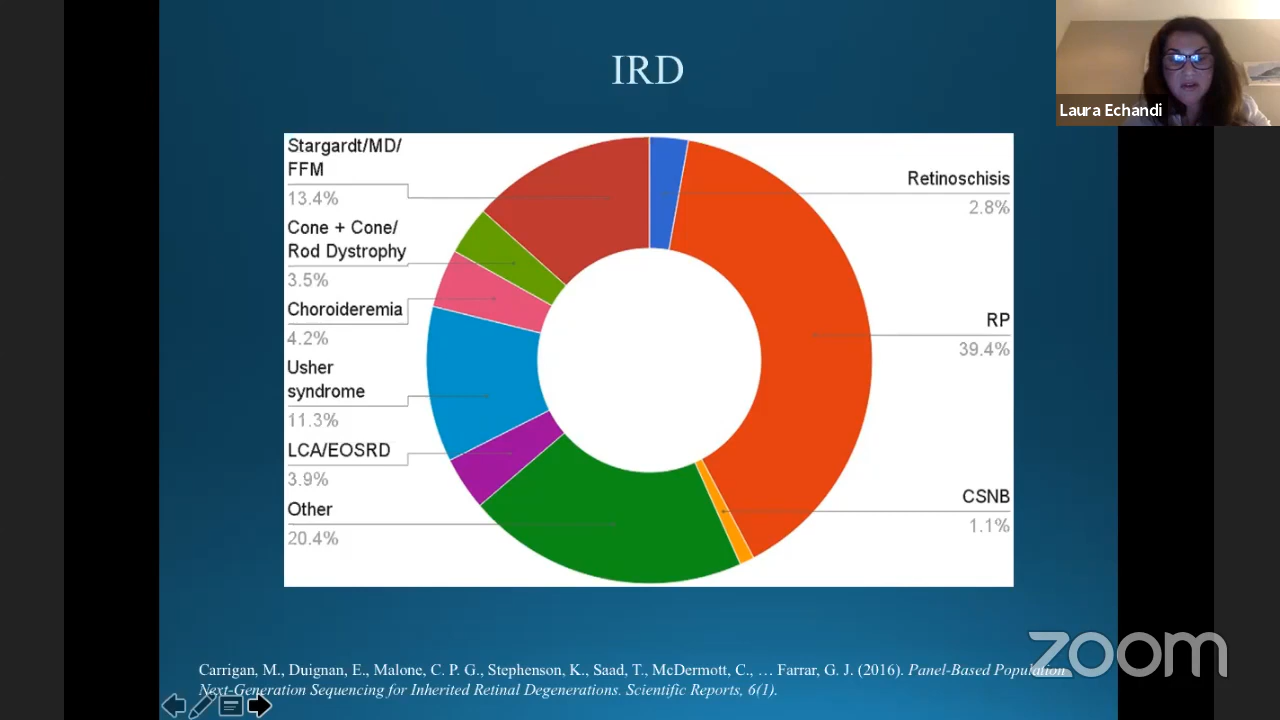 IRD
Laura Echandi
Stargardt/MD/
FFM
13.4%
Cone + Cone/
Rod Dystrophy
3.5%
Choroideremia
4.2%
Usher
syndrome
11.3%
LCA/EOSRD
3.9%
Other
20.4%
Retinoschisis
2.8%
RP
39.4%
CSNB
1.1%
zoom
Carrigan, M., Duignan, E., Malone, C. P. G., Stephenson, K., Saad, T., McDermott, C., … Farrar, G. J. (2016). Panel-Based Population
Next-Generation Sequencing for Inherited Retinal Degenerations. Scientific Reports, 6(1).